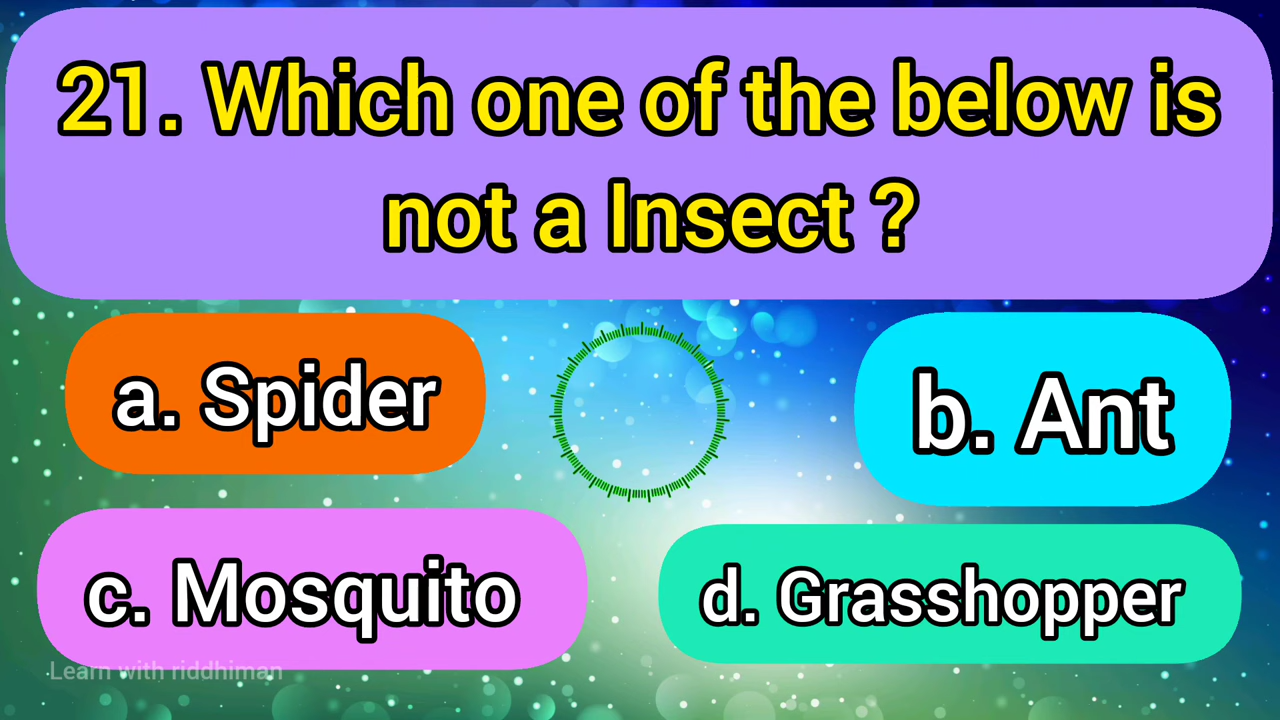 21. Which one of the below is
not a Insect ?
a. Spider
b. Ant
c. Mosquito
d. Grasshopper
Learn with riddhiman